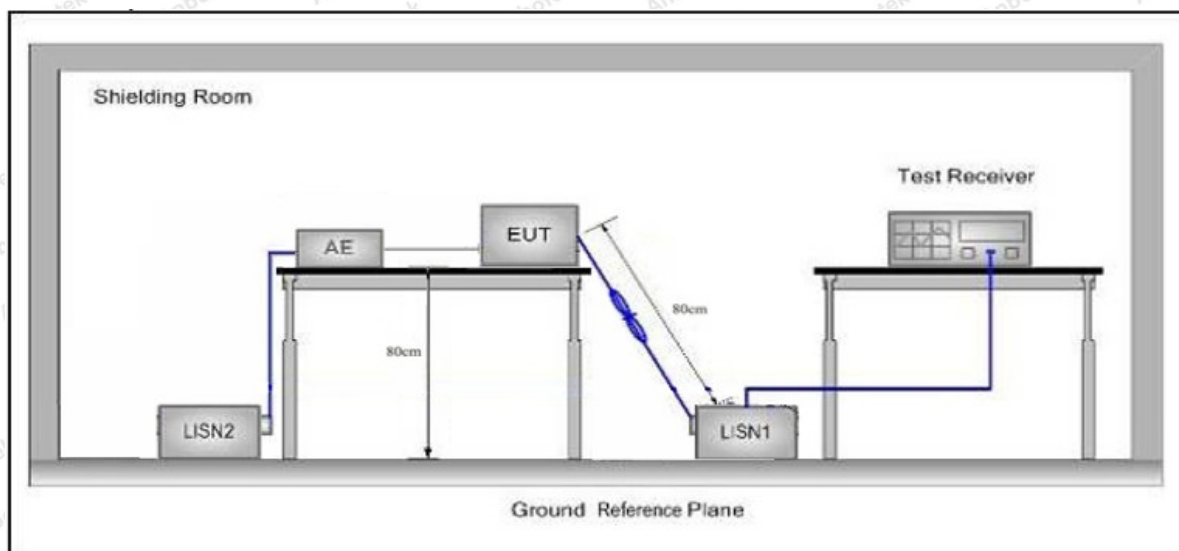 Shielding Room
Test Receiver
AE
EUT
80cm
80cm
LISN2
LISN1
Ground Reference Plane